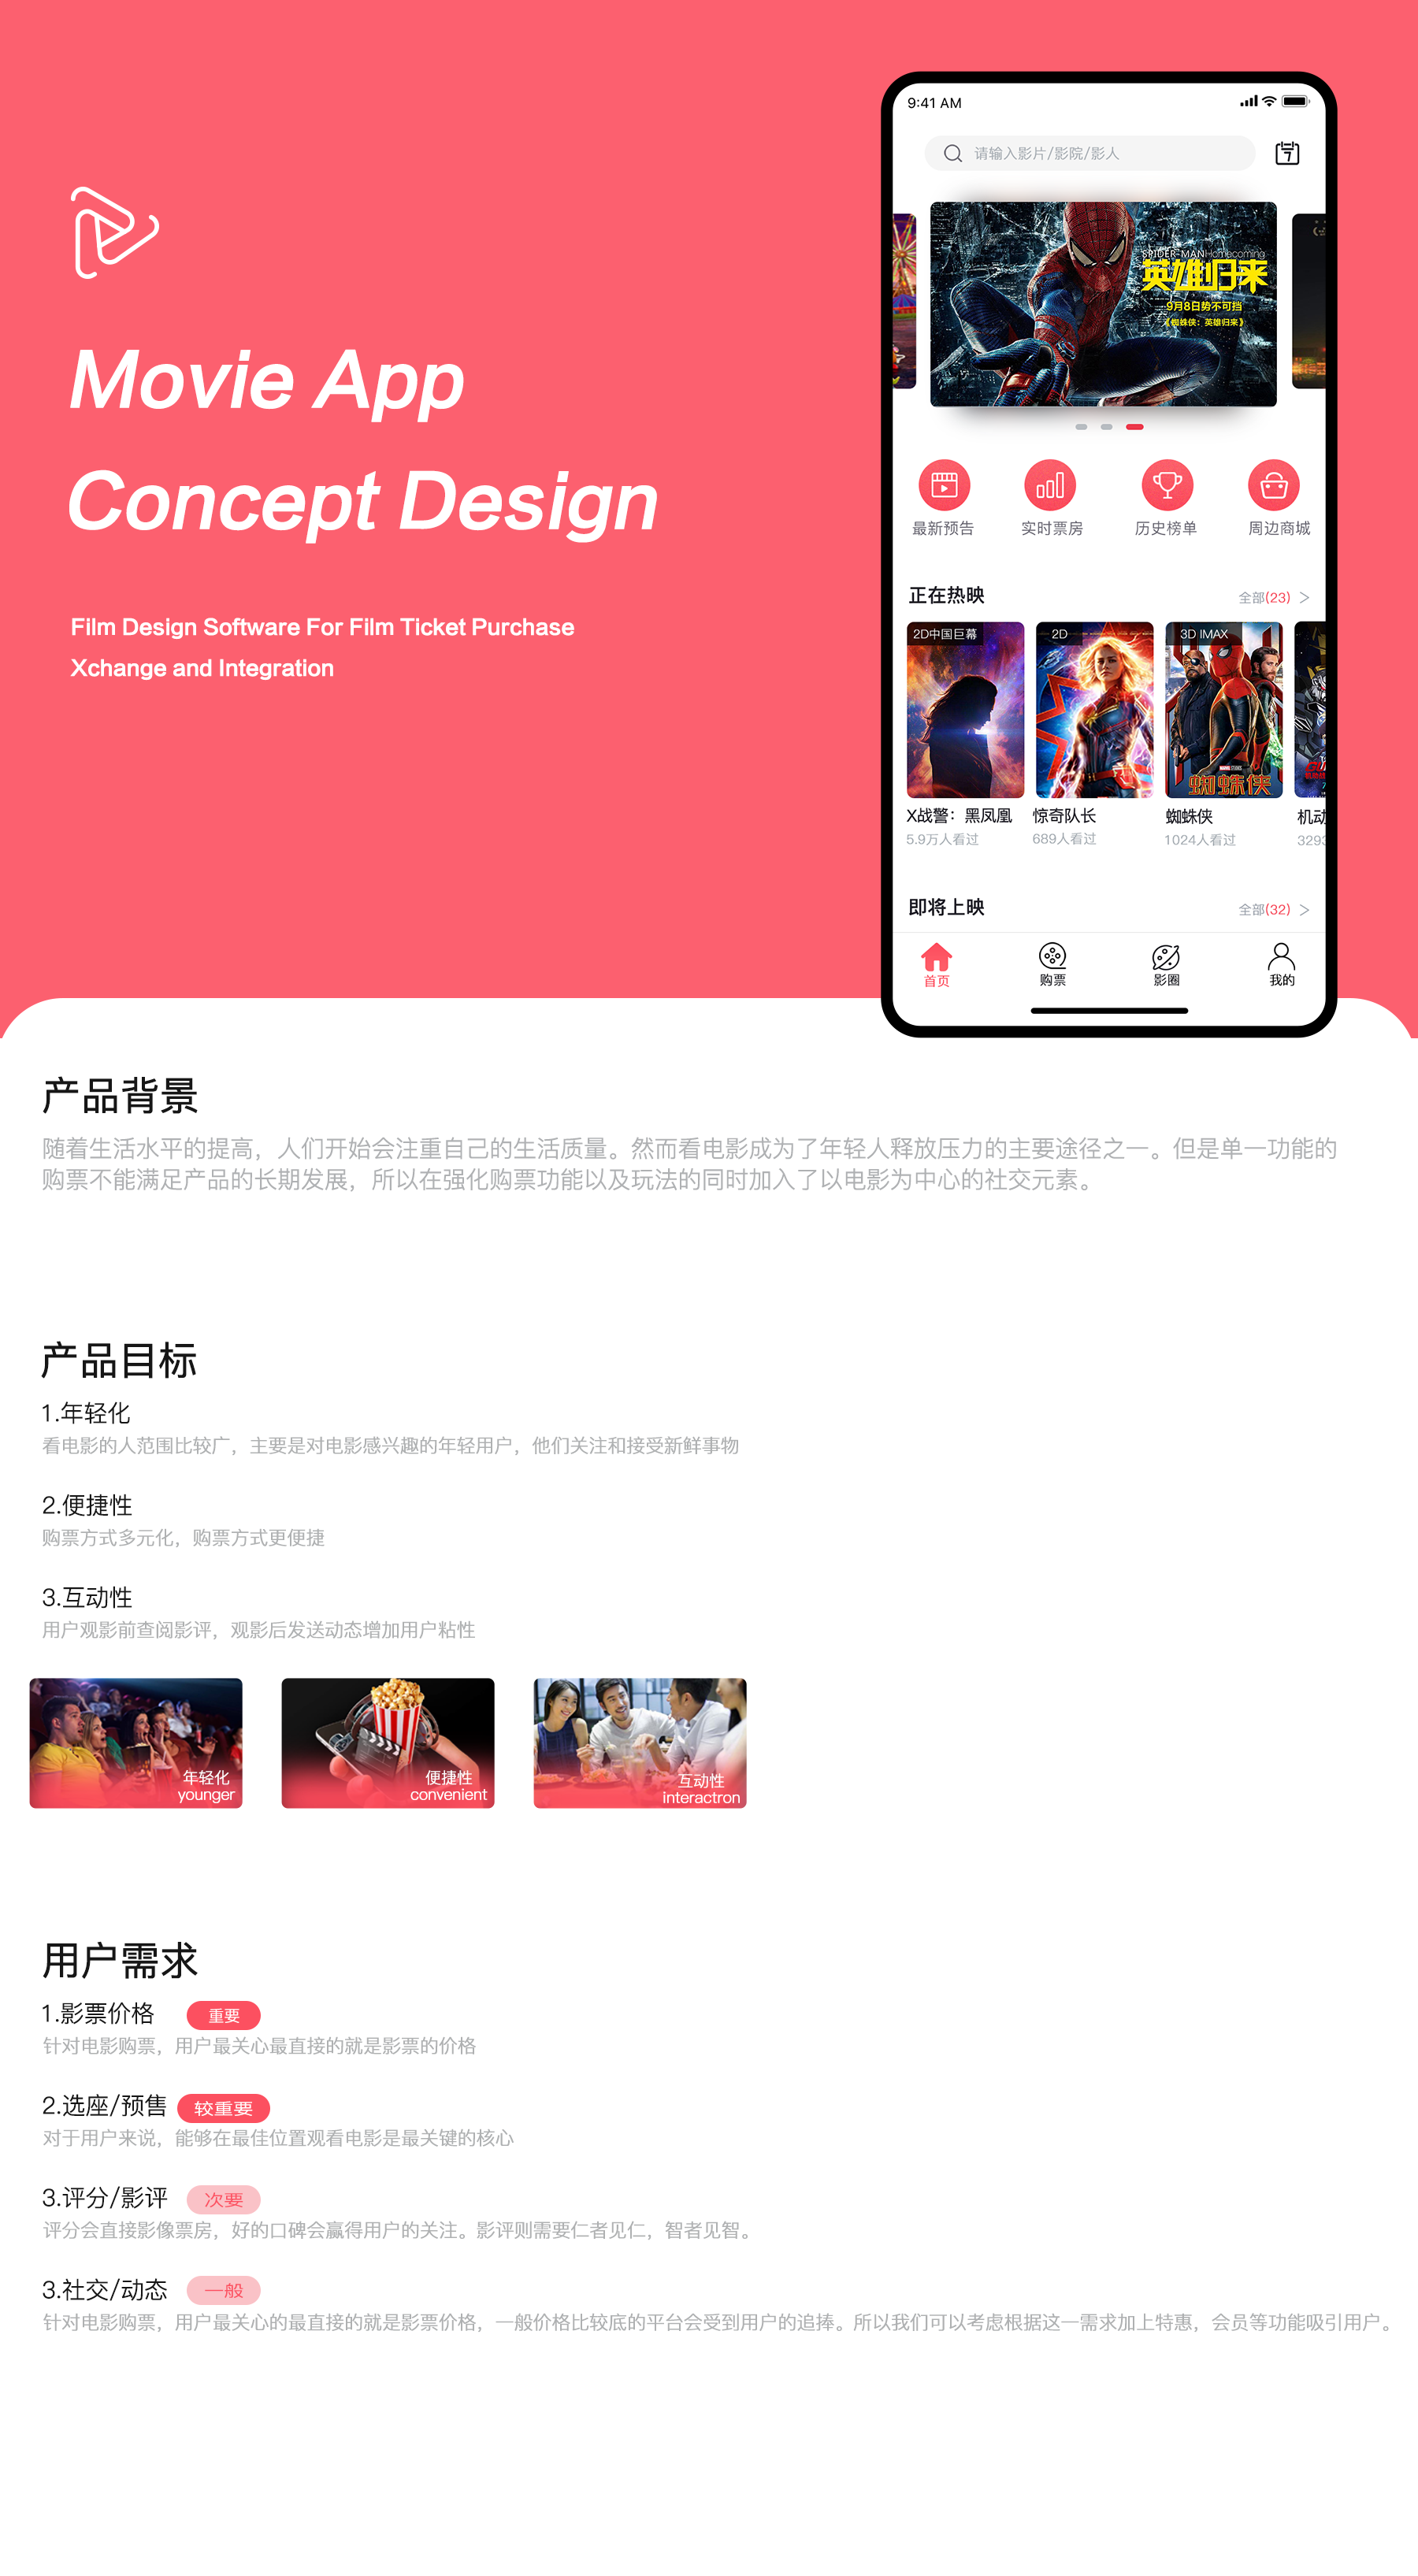 Movie App
Concept Design
Film Design Software For Film Ticket Purchase
Xchange and Integration
9:41 AM
请输入影片/影院/影人
7
SPIDER-MAN Homecoming
英雄归来
9月8日势不可挡
《蜘蛛侠：英雄归来》
最新预告
实时票房
历史榜单
周边商城
正在热映
全部(23) >
2D中国巨幕
2D
3D IMAX
蜘蛛侠
X战警：黑凤凰
惊奇队长
蜘蛛侠
机动
5.9万人看过
689人看过
1024人看过
3293
即将上映
全部(32) >
首页
购票
影圈
我的
产品背景
随着生活水平的提高，人们开始会注重自己的生活质量。然而看电影成为了年轻人释放压力的主要途径之一。但是单一功能的
购票不能满足产品的长期发展，所以在强化购票功能以及玩法的同时加入了以电影为中心的社交元素。
产品目标
1.年轻化
看电影的人范围比较广，主要是对电影感兴趣的年轻用户，他们关注和接受新鲜事物
2.便捷性
购票方式多元化，购票方式更便捷
3.互动性
用户观影前查阅影评，观影后发送动态增加用户粘性
年轻化
younger
便捷性
convenient
互动性
interactron
用户需求
1.影票价格 重要
针对电影购票，用户最关心最直接的就是影票的价格
2.选座/预售 较重要
对于用户来说，能够在最佳位置观看电影是最关键的核心
3.评分/影评 次要
评分会直接影像票房，好的口碑会赢得用户的关注。影评则需要仁者见仁，智者见智。
3.社交/动态 一般
针对电影购票，用户最关心的最直接的就是影票价格，一般价格比较底的平台会受到用户的追捧。所以我们可以考虑根据这一需求加上特惠，会员等功能吸引用户。